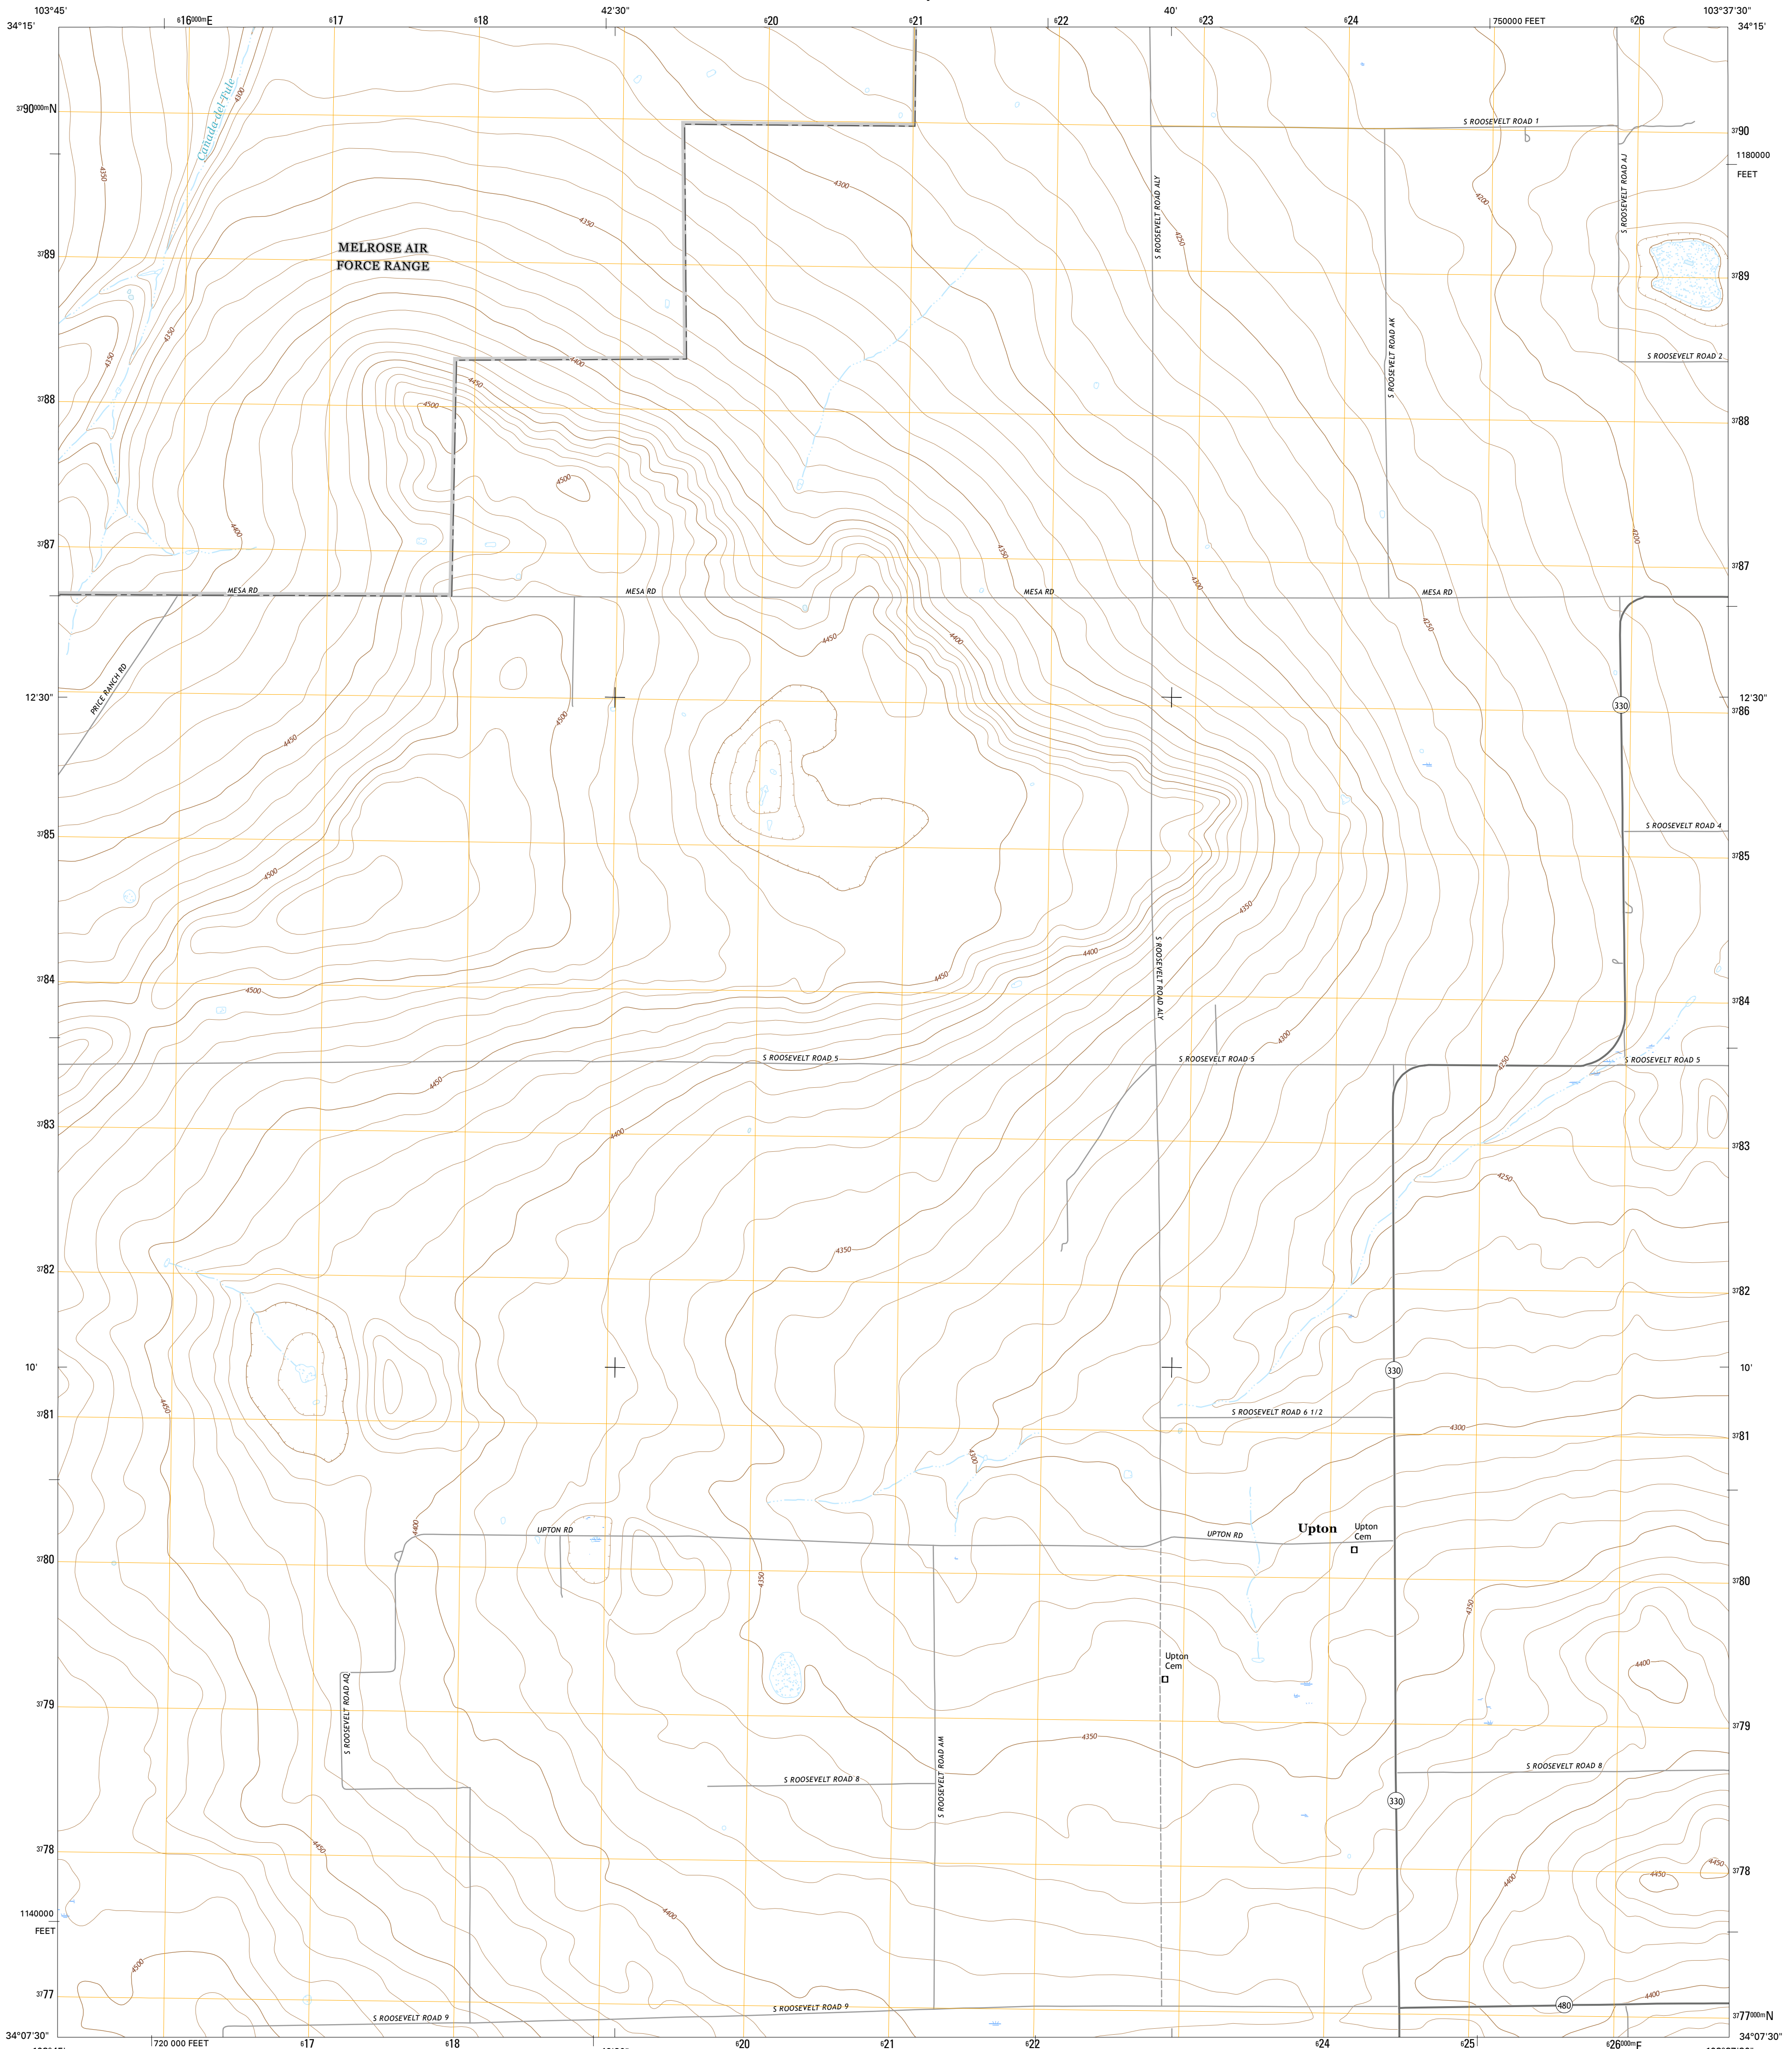 103°45'
⁶16⁰⁰⁰ᵐE
⁶17
⁶18
42'30"
⁶20
⁶21
⁶22
40'
⁶23
⁶24
750000 FEET
⁶26
103°37'30"
34°15'
34°15'
Cañada del Tule
4300
³⁷90⁰⁰⁰ᵐN
S ROOSEVELT ROAD 1
³⁷90
1180000
FEET
4350
4300
S ROOSEVELT ROAD ALY
S ROOSEVELT ROAD AJ
4200
4350
4250
MELROSE AIR
FORCE RANGE
³⁷89
³⁷89
4350
4350
4400
S ROOSEVELT ROAD AK
S ROOSEVELT ROAD 2
4450
³⁷88
4500
³⁷88
4500
4400
4350
4200
³⁷87
³⁷87
4300
MESA RD
MESA RD
MESA RD
MESA RD
4250
4450
4400
PRICE RANCH RD
12'30"
12'30"
330
³⁷86
4500
4450
³⁷85
S ROOSEVELT ROAD 4
³⁷85
4500
4350
4400
S ROOSEVELT ROAD ALY
³⁷84
4450
4500
³⁷84
4300
S ROOSEVELT ROAD 5
S ROOSEVELT ROAD 5
S ROOSEVELT ROAD 5
4250
4450
³⁷83
4400
³⁷83
4250
4350
³⁷82
³⁷82
10'
330
10'
4450
³⁷81
S ROOSEVELT ROAD 6 1/2
4300
³⁷81
4300
4400
UPTON RD
UPTON RD
Upton
Upton
Cem
³⁷80
4350
³⁷80
4350
Upton
Cem
4400
S ROOSEVELT ROAD AQ
³⁷79
³⁷79
4350
S ROOSEVELT ROAD AM
S ROOSEVELT ROAD 8
S ROOSEVELT ROAD 8
330
4450
³⁷78
4450
4450
³⁷78
4400
1140000
FEET
4400
4500
³⁷77
4400
S ROOSEVELT ROAD 9
S ROOSEVELT ROAD 9
480
³⁷77⁰⁰⁰ᵐN
34°07'30"
34°07'30"
720 000 FEET
⁶17
⁶18
⁶20
⁶21
⁶22
⁶24
⁶25
⁶26⁰⁰⁰ᵐE